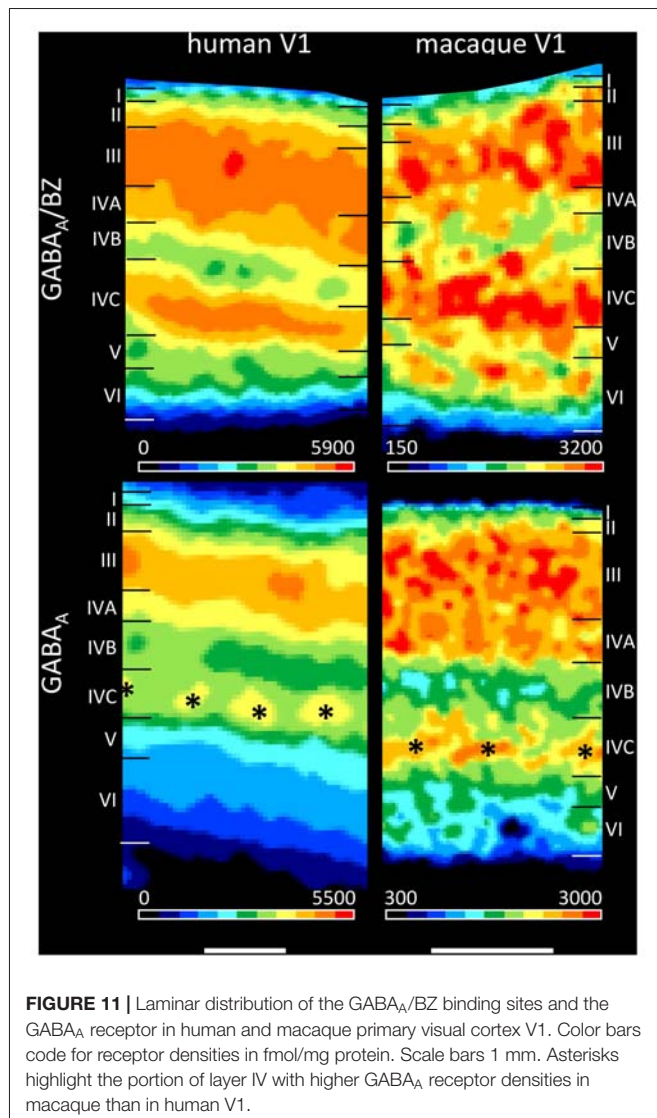 human V1
macaque V1
GABAA/BZ
I
II
III
IVA
IVB
IVC
V
VI
I
II
III
IVA
IVB
IVC
V
VI
0 5900
150 3200
GABAA
I
II
III
IVA
IVB
IVC
V
VI
* * * *
I
II
III
IVA
IVB
IVC
V
VI
* * *
0 5500
300 3000
FIGURE 11 | Laminar distribution of the GABAA/BZ binding sites and the
GABAA receptor in human and macaque primary visual cortex V1. Color bars
code for receptor densities in fmol/mg protein. Scale bars 1 mm. Asterisks
highlight the portion of layer IV with higher GABAA receptor densities in
macaque than in human V1.